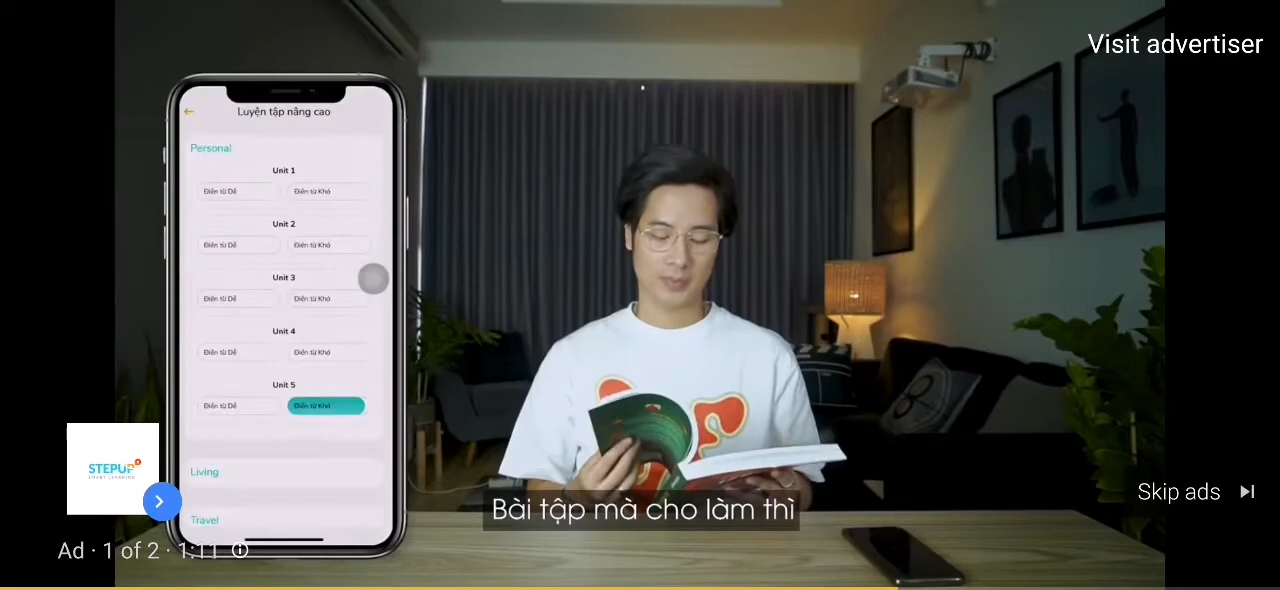 Visit advertiser
Luyện tập nâng cao
Personal
Unit 1
Điền từ Dễ
Điền từ Khó
Unit 2
Điền từ Dễ
Điền từ Khó
Unit 3
Điền từ Dễ
Điền từ Khó
Unit 4
Điền từ Dễ
Điền từ Khó
Unit 5
Điền từ Dễ
Điền từ Khó
Living
Travel
STEPUP
SMART LEARNING
Skip ads
Bài tập mà cho làm thì
Ad · 1 of 2 · 1:11